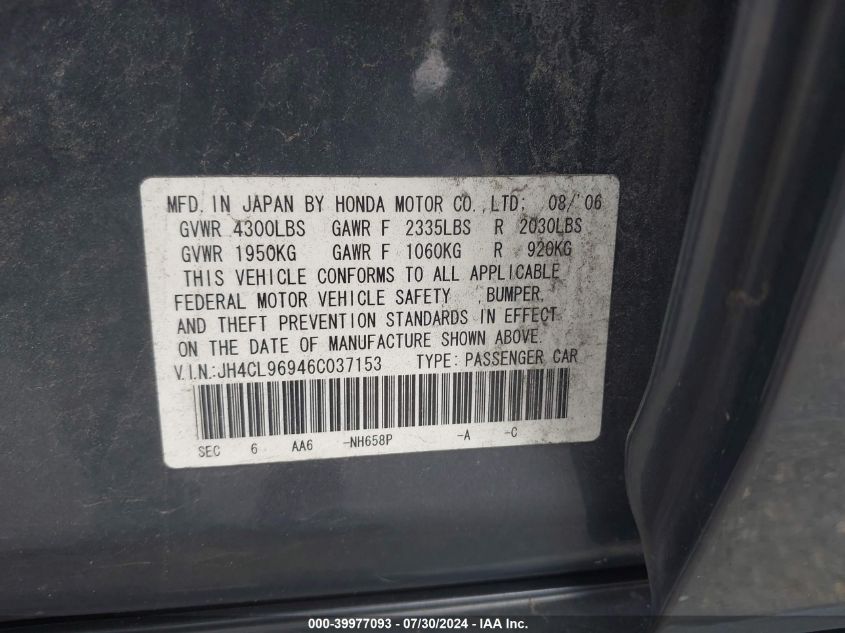 MFD. IN JAPAN BY HONDA MOTOR CO.,LTD: 08/'06
GVWR 4300LBS GAWR F 2335LBS R 2030LBS
GVWR 1950KG GAWR F 1060KG R 920KG
THIS VEHICLE CONFORMS TO ALL APPLICABLE
FEDERAL MOTOR VEHICLE SAFETY ,BUMPER,
AND THEFT PREVENTION STANDARDS IN EFFECT
ON THE DATE OF MANUFACTURE SHOWN ABOVE.
V.I.N.:JH4CL96946C037153 TYPE: PASSENGER CAR
SEC 6 AA6 -NH658P -A -C
000-39977093 / 07/30/2024 - IAA Inc.